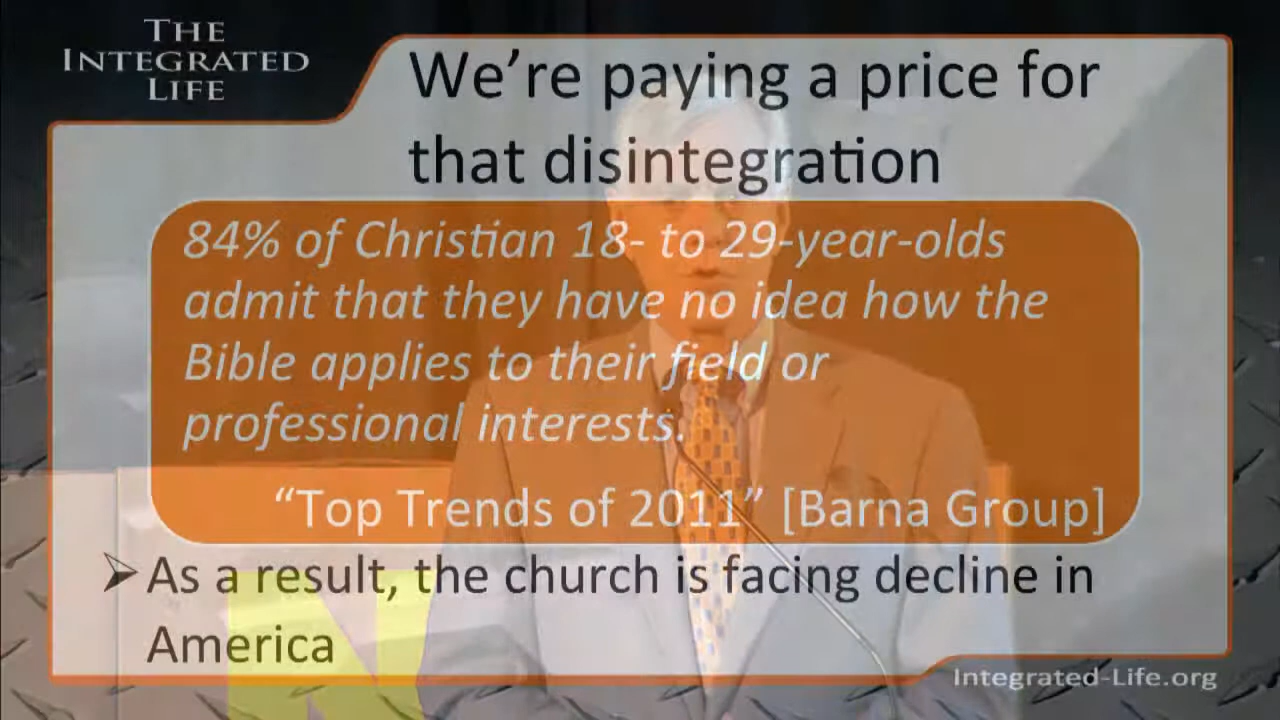 THE
INTEGRATED
LIFE
We're paying a price for
that disintegration
84% of Christian 18- to 29-year-olds
admit that they have no idea how the
Bible applies to their field or
professional interests.
“Top Trends of 2011” [Barna Group]
➢As a result, the church is facing decline in
America
Integrated-Life.org